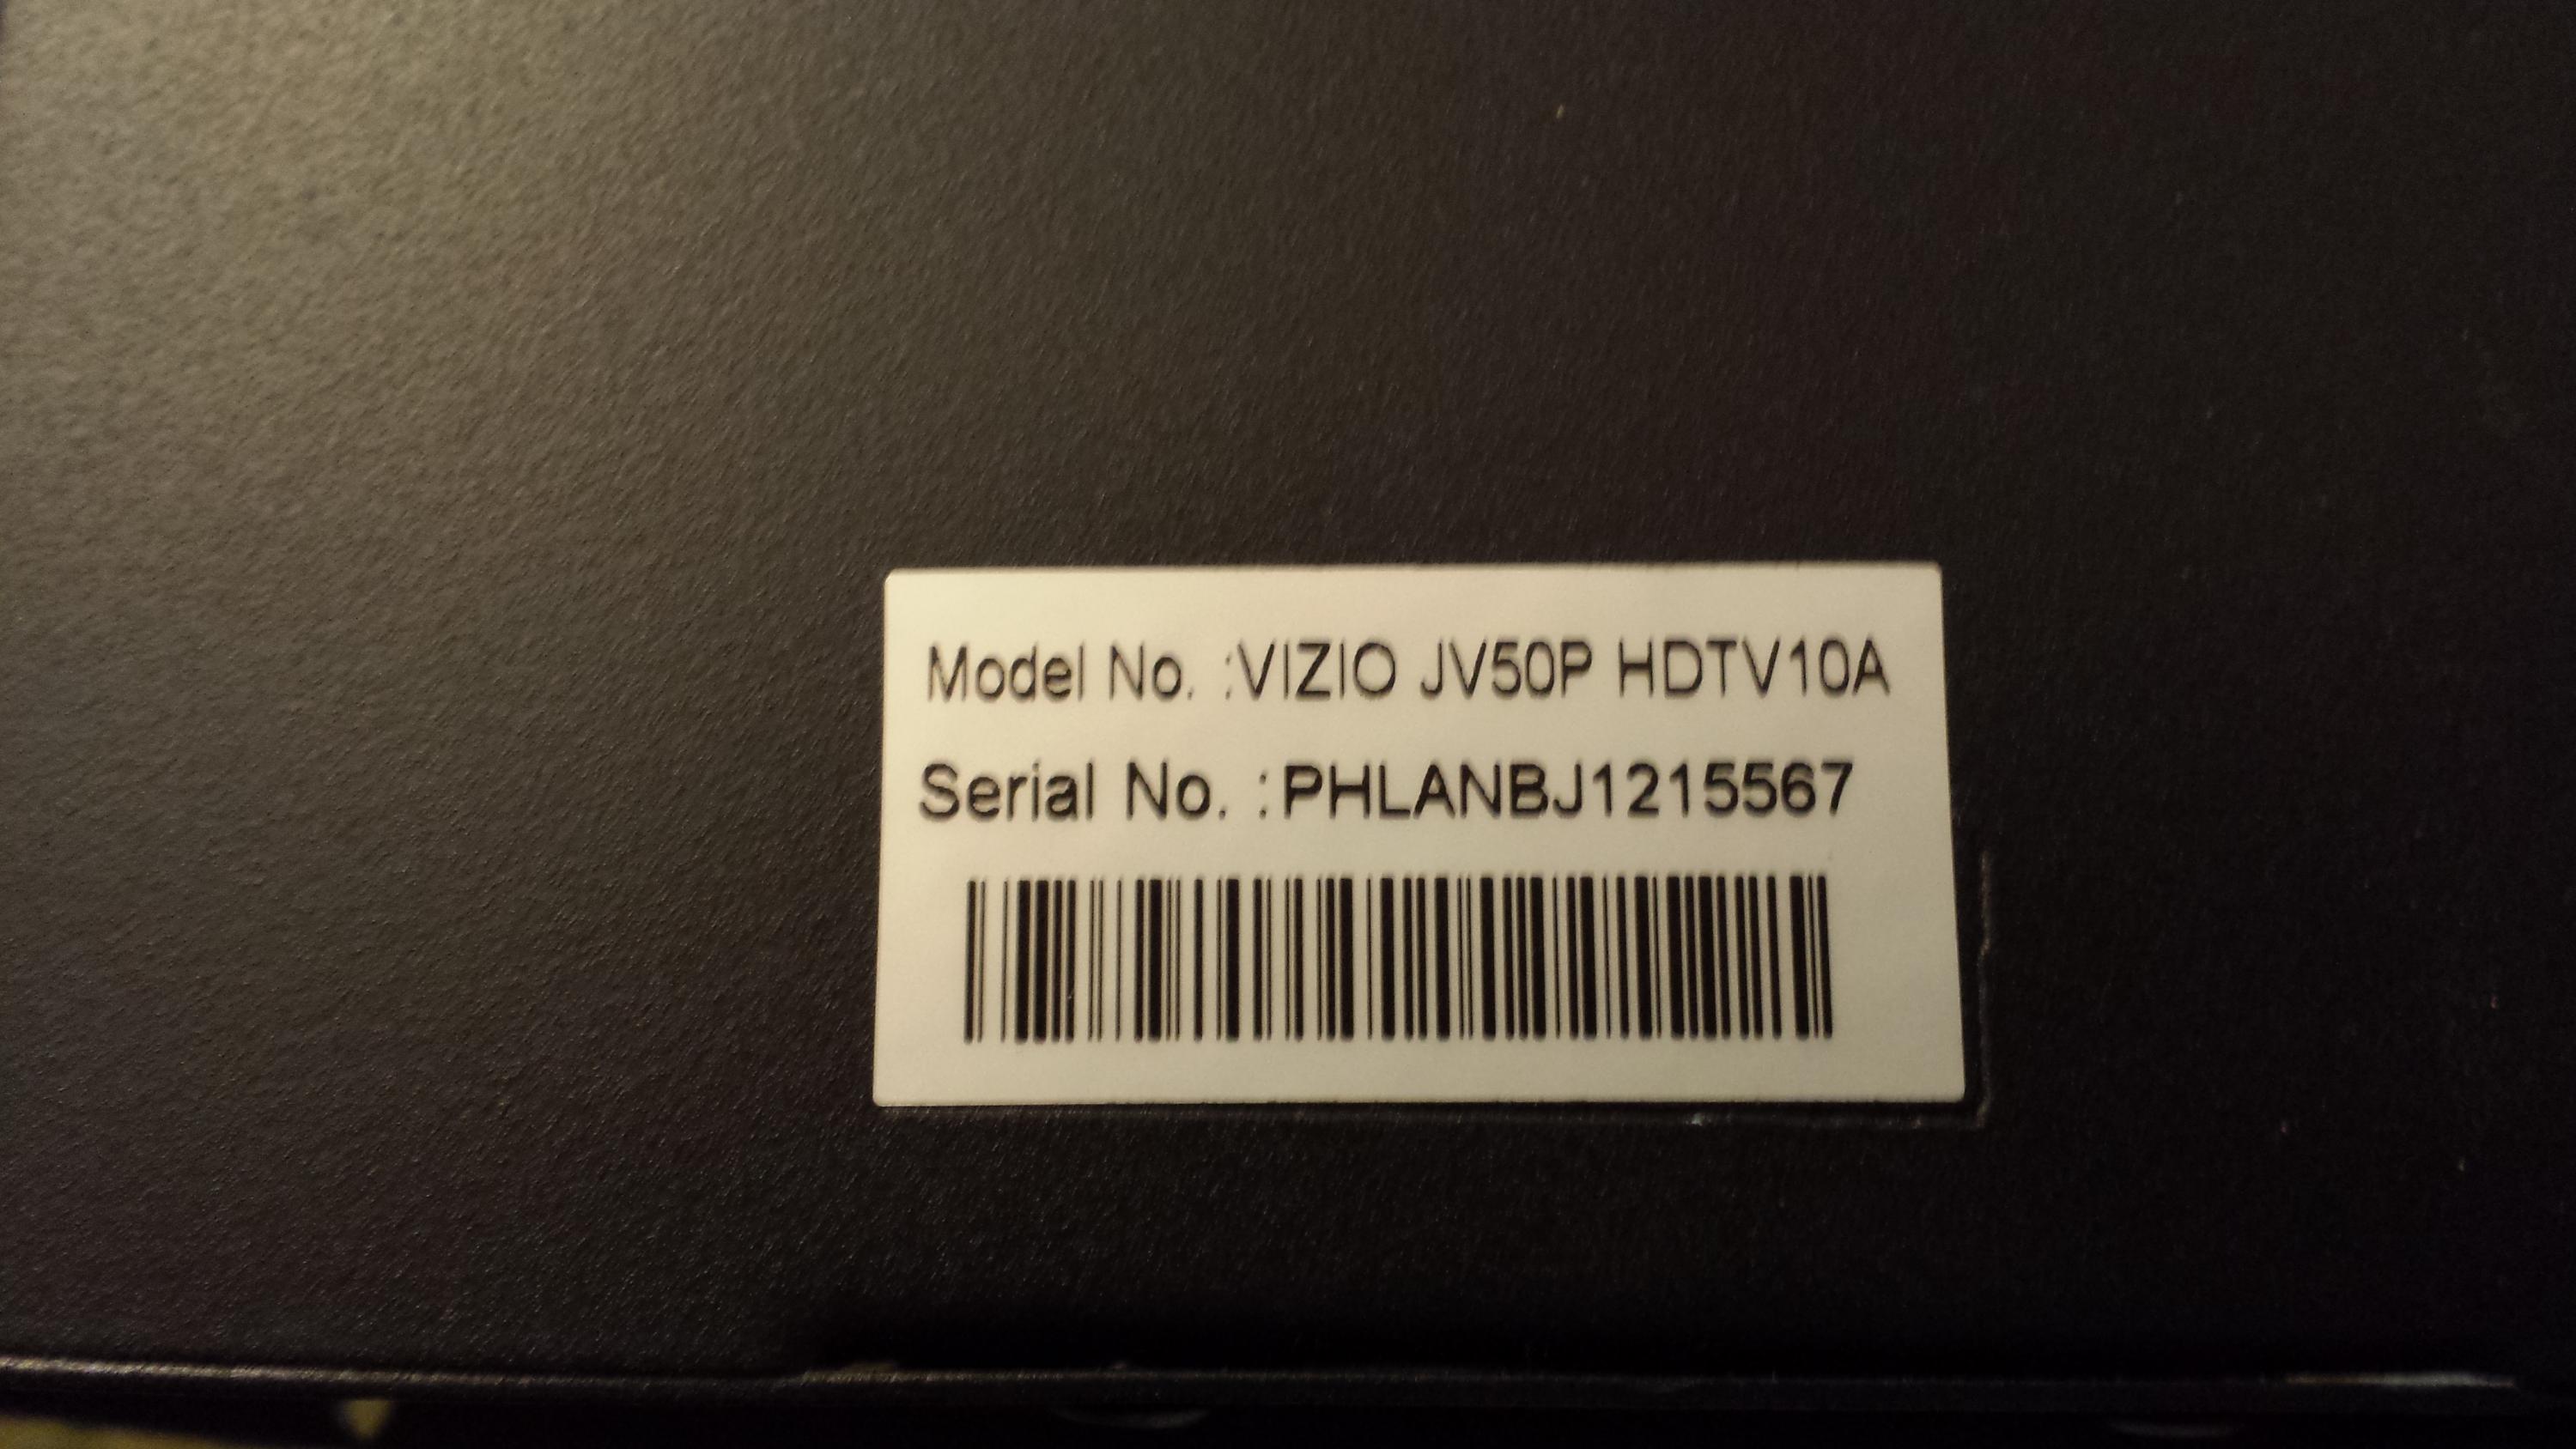 Model No. :VIZIO JV50P HDTV10A
Serial No. :PHLANBJ1215567